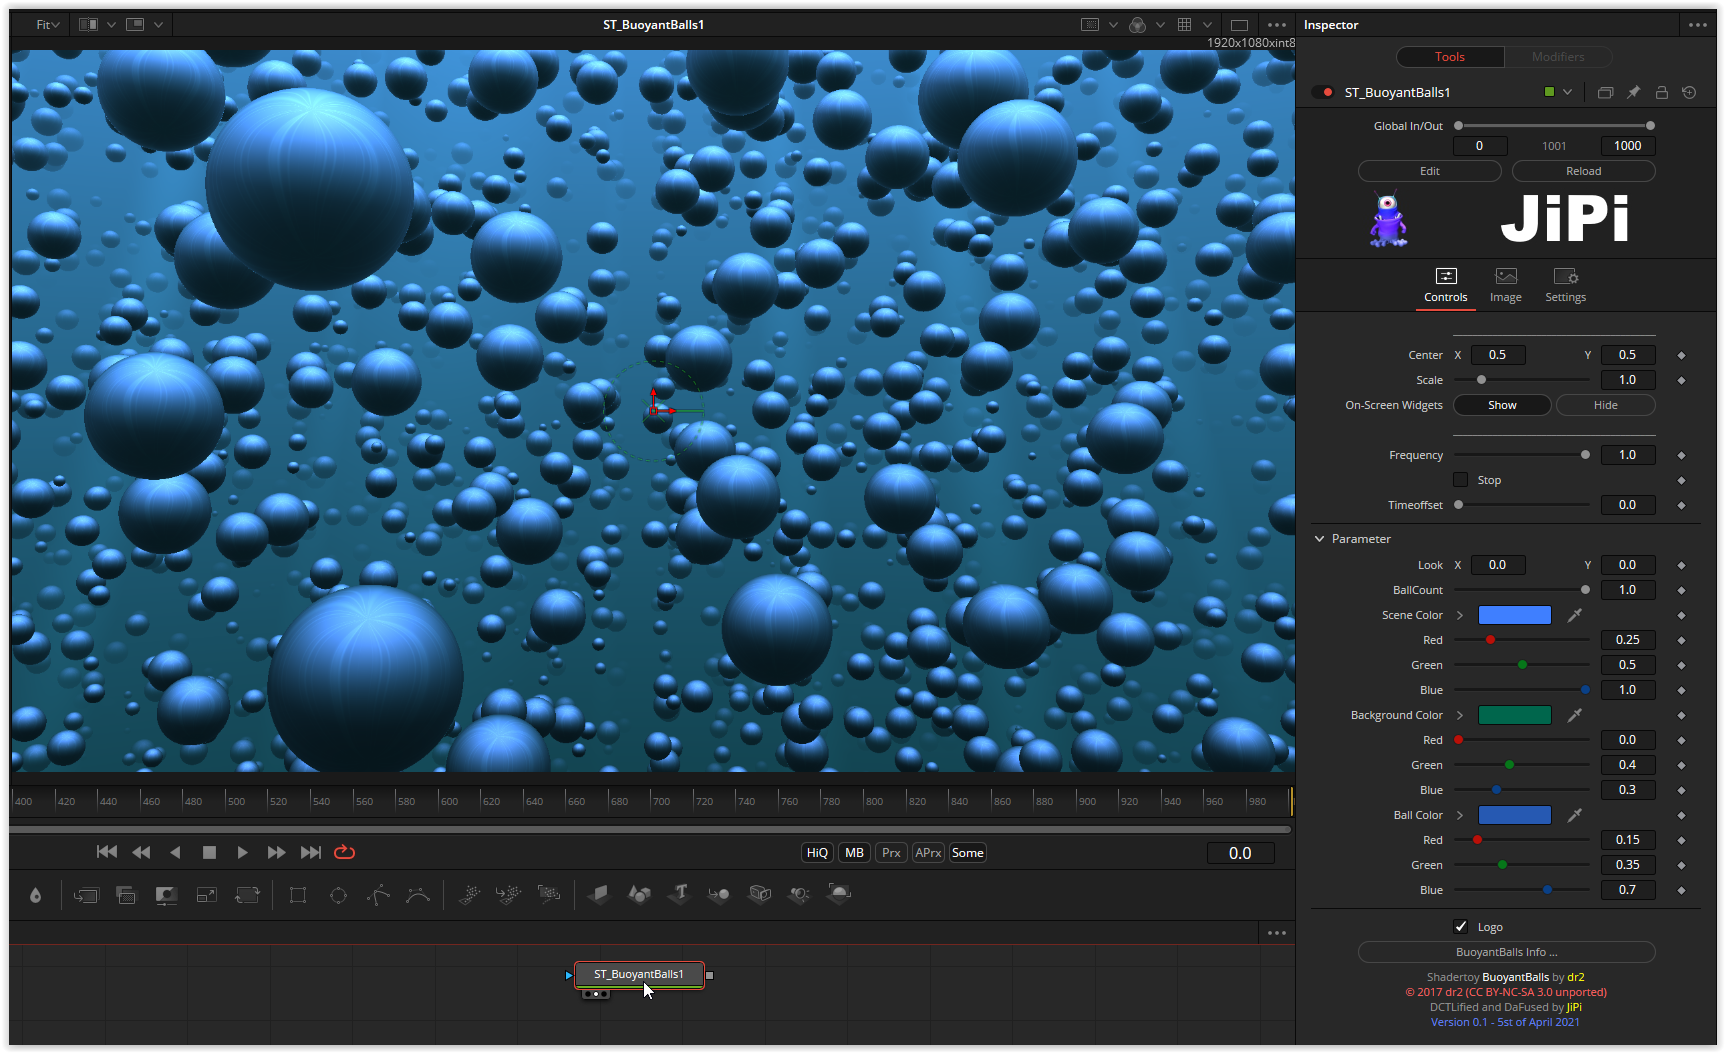 Fit
ST_BuoyantBalls1
Inspector
1920x1080xint8
Tools
Modifiers
ST_BuoyantBalls1
Global In/Out
0
1001
1000
Edit
Reload
JiPi
Controls
Image
Settings
Center X 0.5 Y 0.5
Scale 1.0
On-Screen Widgets Show Hide
Frequency 1.0
Stop
Timeoffset 0.0
Parameter
Look X 0.0 Y 0.0
BallCount 1.0
Scene Color
Red 0.25
Green 0.5
Blue 1.0
Background Color
Red 0.0
Green 0.4
Blue 0.3
Ball Color
Red 0.15
Green 0.35
Blue 0.7
Logo
BuoyantBalls Info ...
Shadertoy BuoyantBalls by dr2
© 2017 dr2 (CC BY-NC-SA 3.0 unported)
DCTLified and DaFused by JiPi
Version 0.1 - 5st of April 2021
400 420 440 460 480 500 520 540 560 580 600 620 640 660 680 700 720 740 760 780 800 820 840 860 880 900 920 940 960 980
HiQ MB Prx APrx Some
0.0
ST_BuoyantBalls1